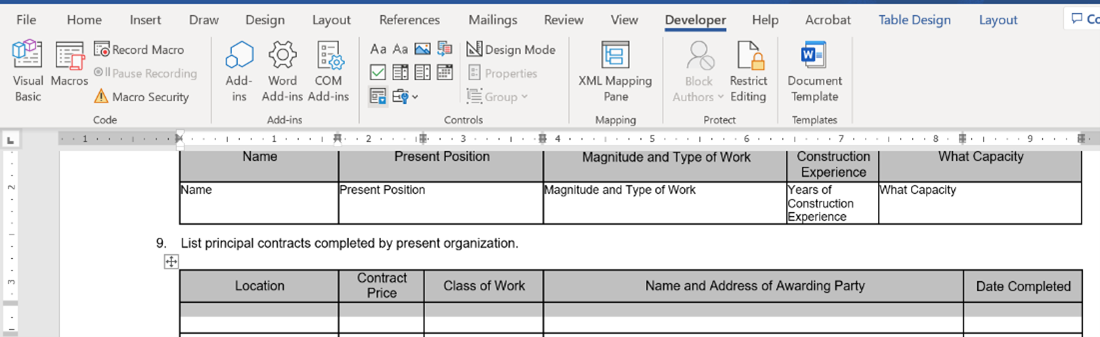 File Home Insert Draw Design Layout References Mailings Review View Developer Help Acrobat Table Design Layout Co
Visual Basic
Macros
Record Macro
Pause Recording
Macro Security
Code
Add-ins
Word Add-ins
COM Add-ins
Add-ins
Aa Aa
Design Mode
Properties
Group
Controls
XML Mapping Pane
Mapping
Block Authors
Restrict Editing
Protect
Document Template
Templates
1 1 2 3 4 5 6 7 8 9
Name Present Position Magnitude and Type of Work Construction What Capacity
Experience
Name Present Position Magnitude and Type of Work Years of What Capacity
Construction
Experience
9. List principal contracts completed by present organization.
Location Contract Class of Work Name and Address of Awarding Party Date Completed
Price
2
3